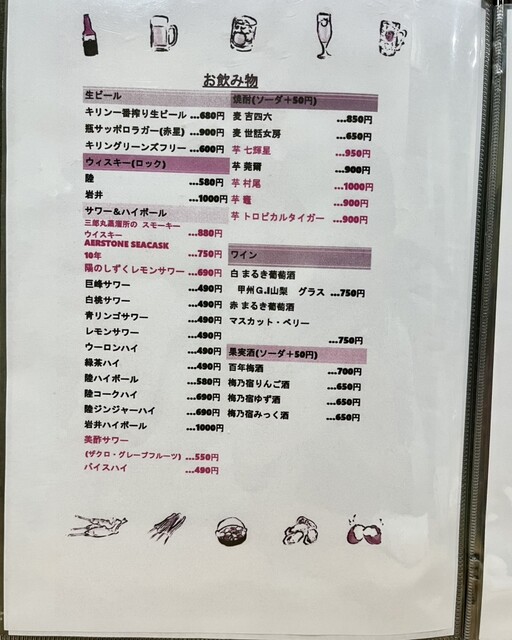 お飲み物
生ビール
キリン一番搾り生ビール ...680円
瓶サッポロラガー(赤星) ...900円
キリングリーンズフリー ...600円
ウィスキー(ロック)
陸 ...580円
岩井 ...1000円
サワー&ハイボール
三郎丸蒸溜所の スモーキー
ウイスキー ...880円
AERSTONE SEACASK
10年 ...750円
陽のしずくレモンサワー ...690円
巨峰サワー ...490円
白桃サワー ...490円
青リンゴサワー ...490円
レモンサワー ...490円
ウーロンハイ ...490円
緑茶ハイ ...490円
陸ハイボール ...580円
陸コークハイ ...690円
陸ジンジャーハイ ...690円
岩井ハイボール ...1000円
美酢サワー
(ザクロ・グレープフルーツ) ...550円
バイスハイ ...490円
焼酎(ソーダ+50円)
麦 吉四六 ...850円
麦 世話女房 ...650円
芋 七輝星 ...950円
芋 莞爾 ...900円
芋 村尾 ...1000円
芋 竃 ...900円
芋 トロピカルタイガー ...900円
ワイン
白 まるき葡萄酒
甲州G.I山梨 グラス ...750円
赤 まるき葡萄酒
マスカット・ベリー
...750円
果実酒(ソーダ+50円)
百年梅酒 ...700円
梅乃宿りんご酒 ...650円
梅乃宿ゆず酒 ...650円
梅乃宿みっく酒 ...650円